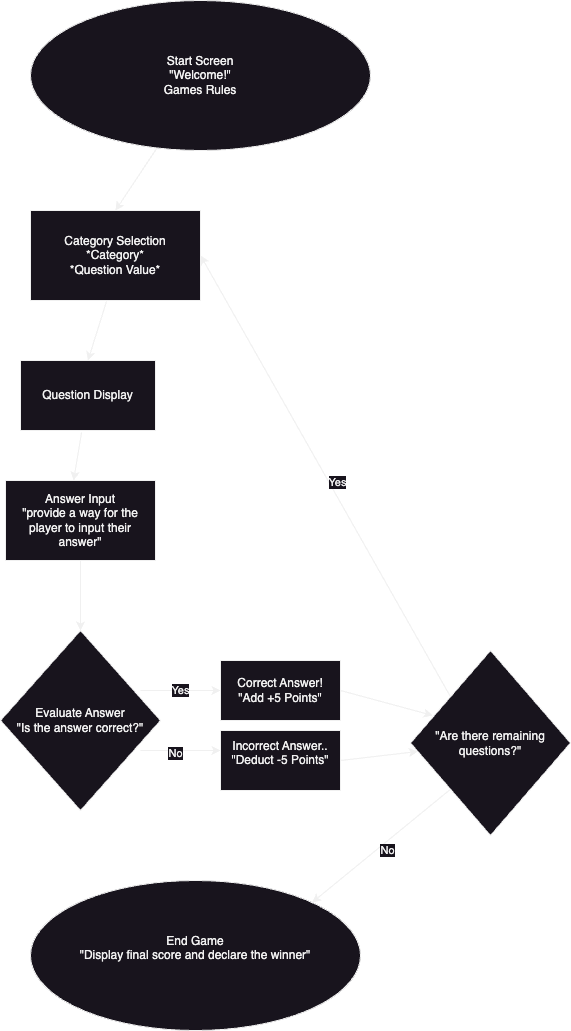 Start Screen
"Welcome!"
Games Rules
Category Selection
*Category*
*Question Value*
Question Display
Answer Input
"provide a way for the
player to input their
answer"
Evaluate Answer
"Is the answer correct?"
Yes
Correct Answer!
"Add +5 Points"
No
Incorrect Answer..
"Deduct -5 Points"
"Are there remaining
questions?"
Yes
No
End Game
"Display final score and declare the winner"